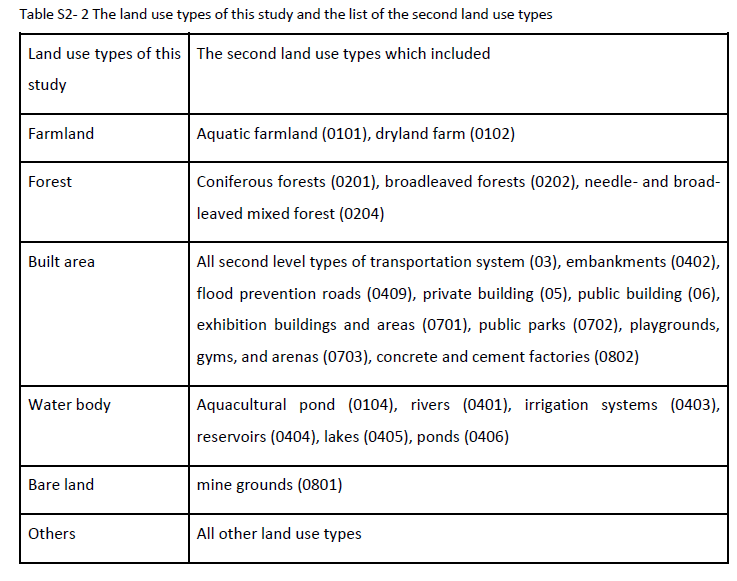 Table S2- 2 The land use types of this study and the list of the second land use types
Land use types of this study
The second land use types which included
Farmland
Aquatic farmland (0101), dryland farm (0102)
Forest
Coniferous forests (0201), broadleaved forests (0202), needle- and broad-
leaved mixed forest (0204)
Built area
All second level types of transportation system (03), embankments (0402),
flood prevention roads (0409), private building (05), public building (06),
exhibition buildings and areas (0701), public parks (0702), playgrounds,
gyms, and arenas (0703), concrete and cement factories (0802)
Water body
Aquacultural pond (0104), rivers (0401), irrigation systems (0403),
reservoirs (0404), lakes (0405), ponds (0406)
Bare land
mine grounds (0801)
Others
All other land use types